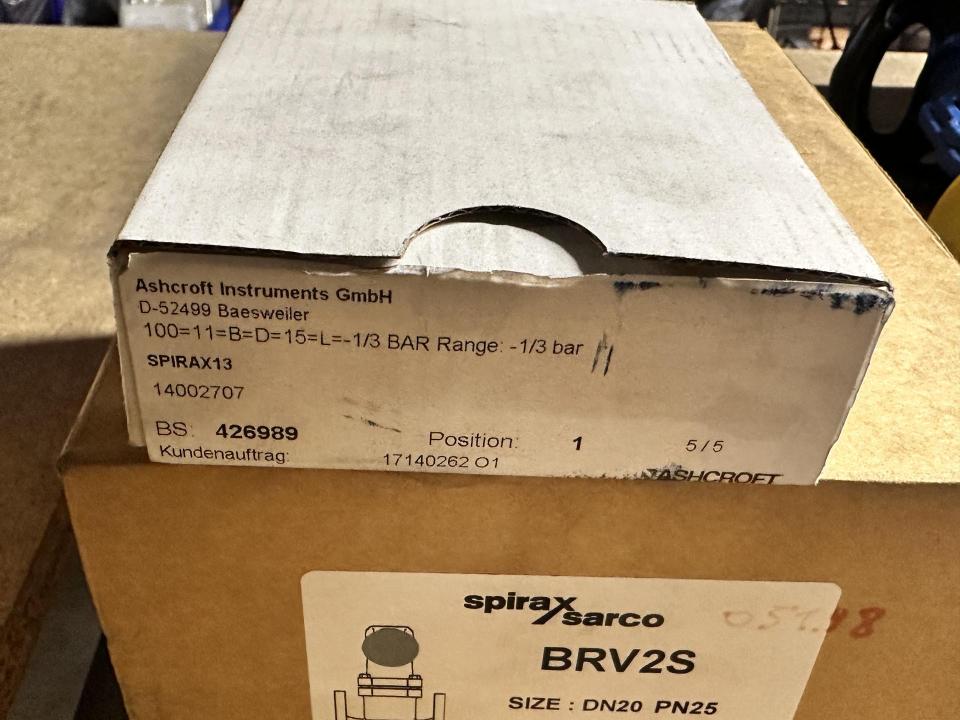 Ashcroft Instruments GmbH
D-52499 Baesweiler
100=11=B=D=15=L=-1/3 BAR Range: -1/3 bar
SPIRAX13
14002707
BS: 426989 Position: 1 5/5
Kundenauftrag: 17140262 O1
ASHCROFT
spirax sarco
BRV2S
SIZE : DN20 PN25